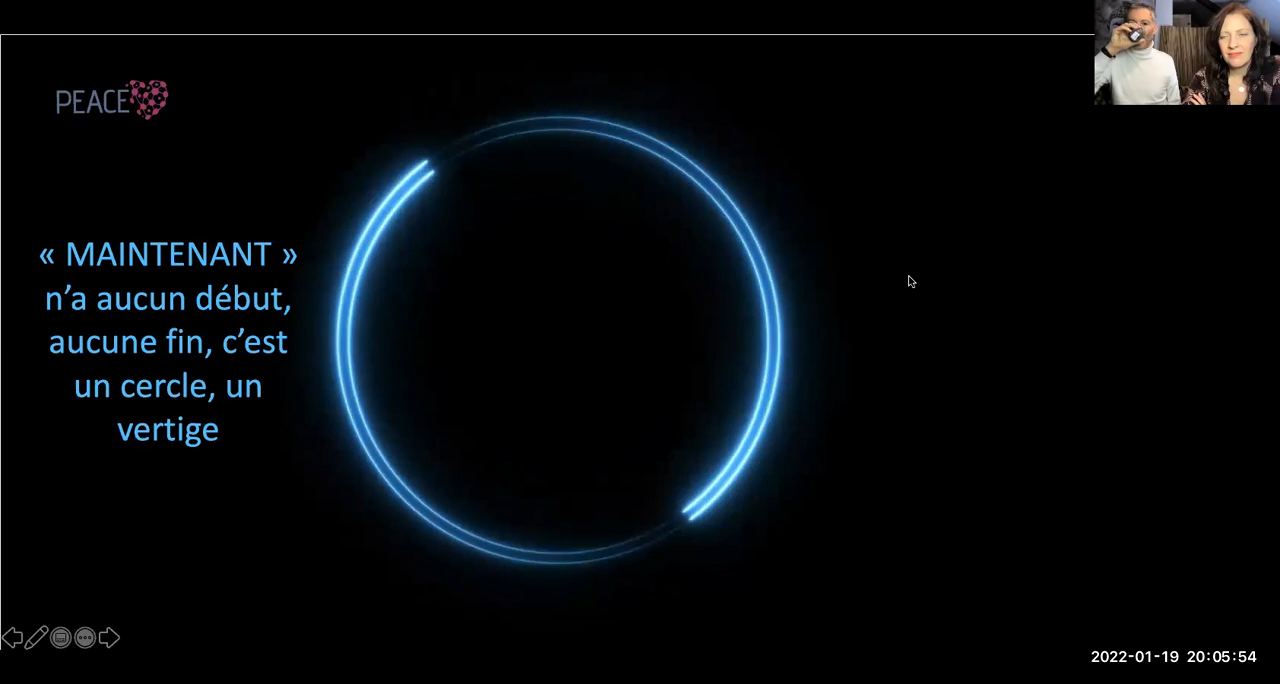 PEACE
« MAINTENANT »
n’a aucun début,
aucune fin, c’est
un cercle, un
vertige
2022-01-19 20:05:54